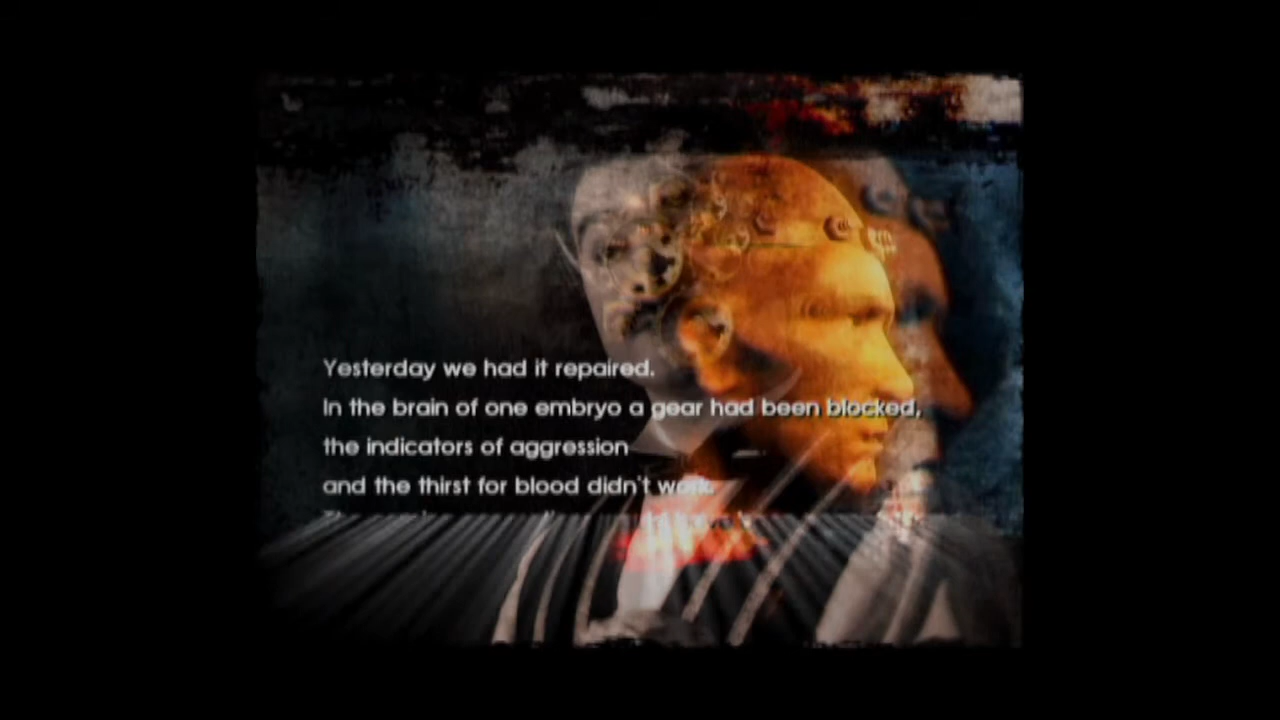 Yesterday we had it repaired.
In the brain of one embryo a gear had been blocked,
the indicators of aggression
and the thirst for blood didn't work.